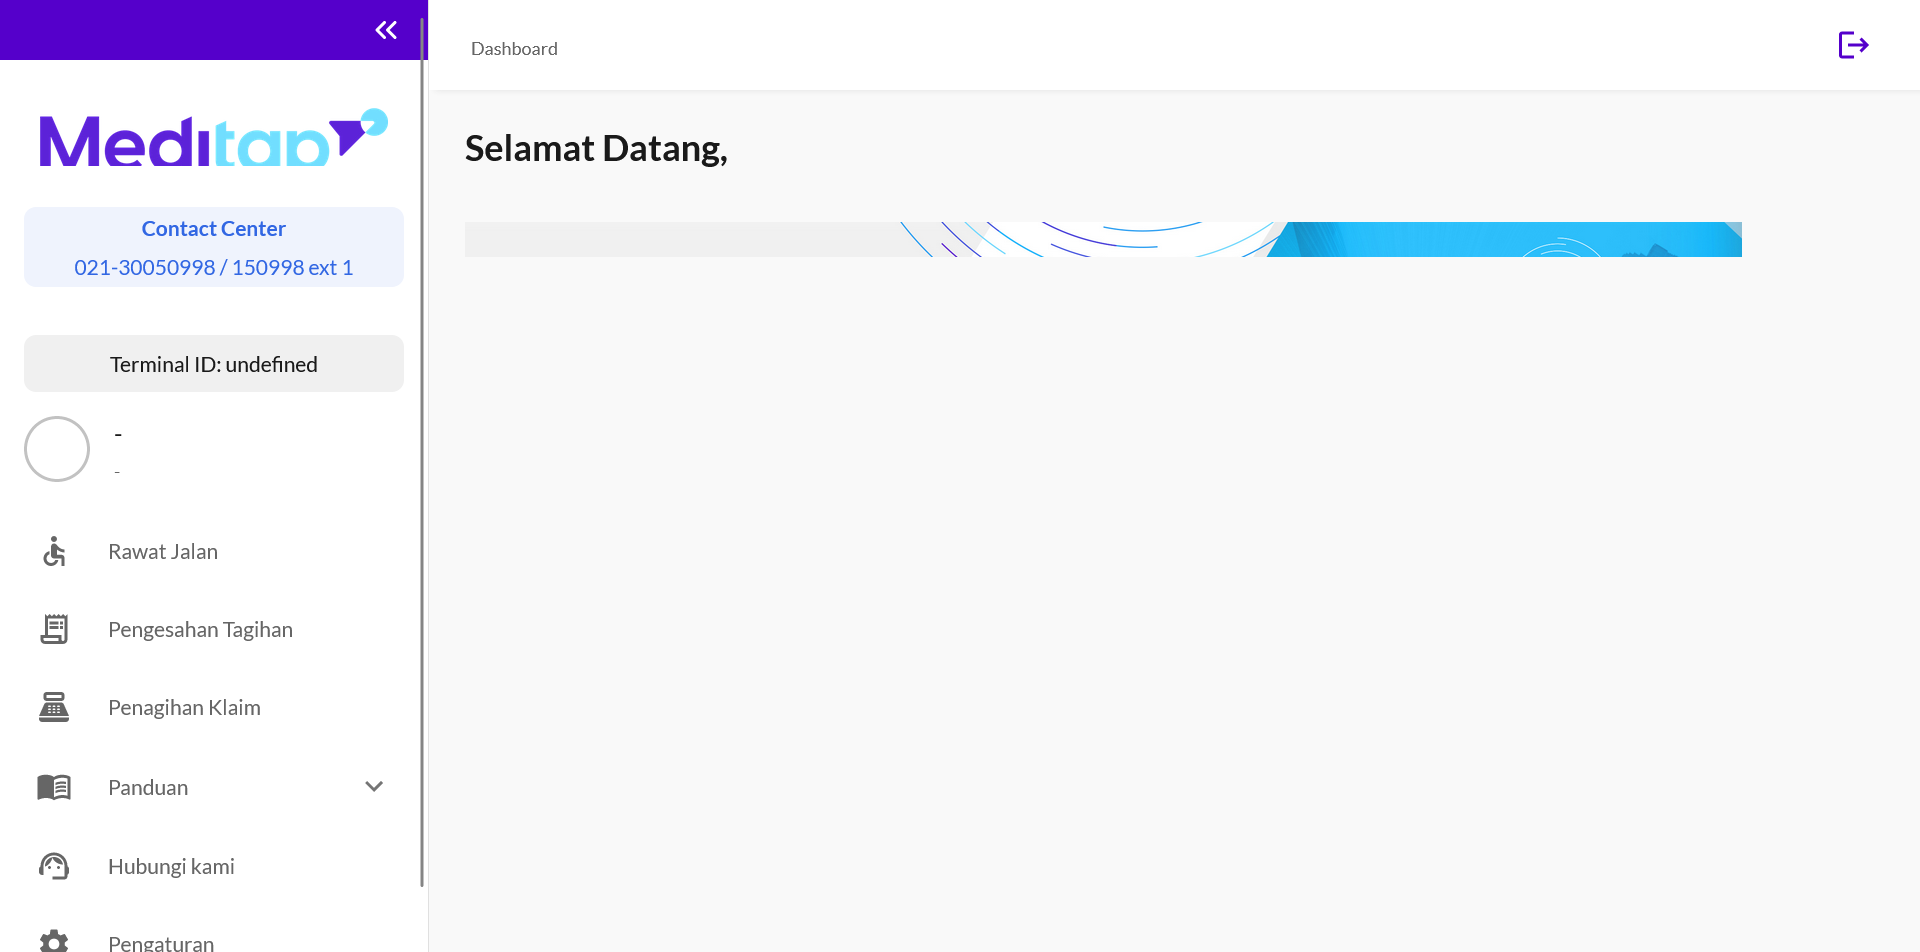 Dashboard
Meditap
Contact Center
021-30050998 / 150998 ext 1
Terminal ID: undefined
-
-
Rawat Jalan
Pengesahan Tagihan
Penagihan Klaim
Panduan
Hubungi kami
Pengaturan
Selamat Datang,